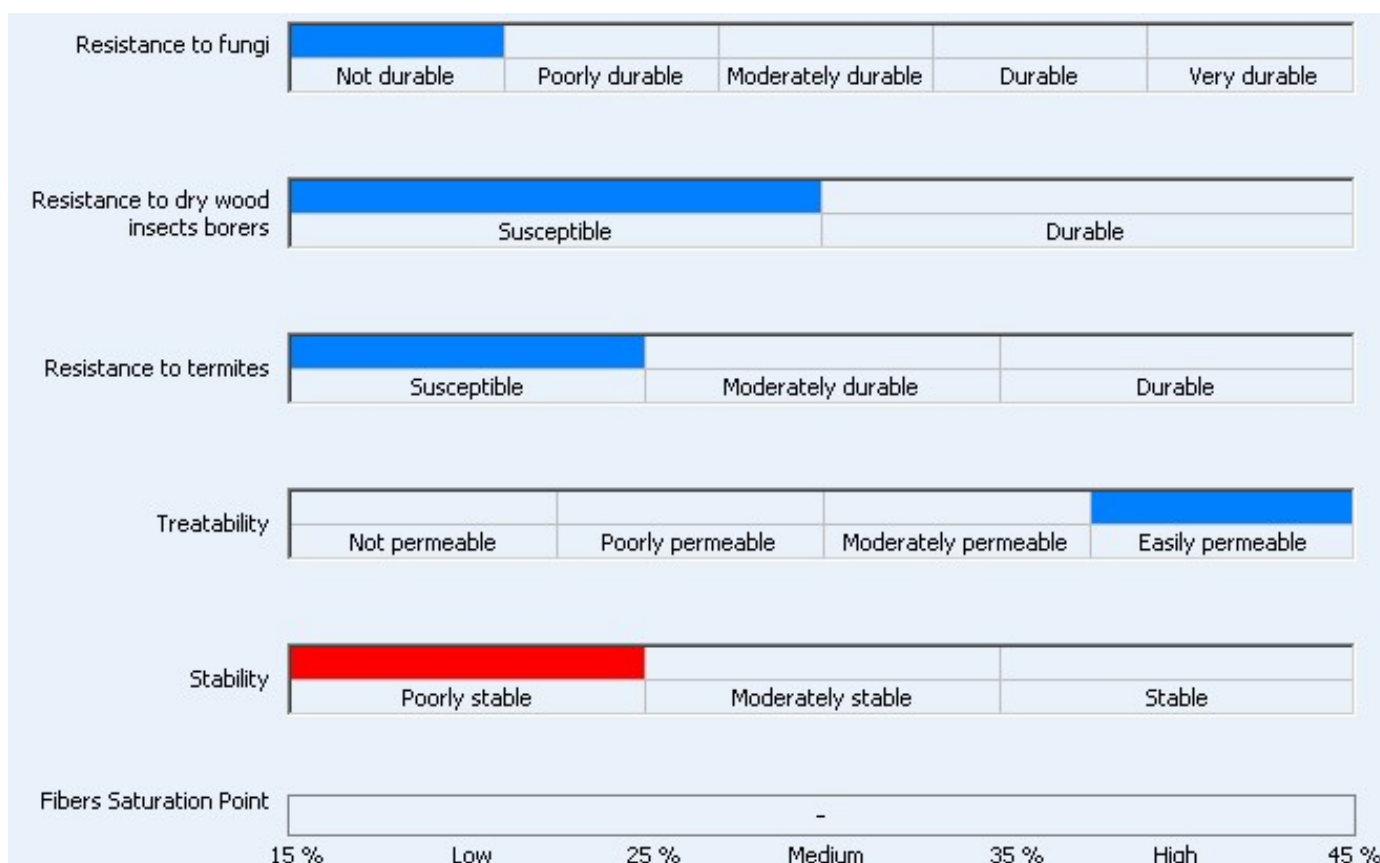 Resistance to fungi
Not durable Poorly durable Moderately durable Durable Very durable
Resistance to dry wood
insects borers
Susceptible Durable
Resistance to termites
Susceptible Moderately durable Durable
Treatability
Not permeable Poorly permeable Moderately permeable Easily permeable
Stability
Poorly stable Moderately stable Stable
Fibers Saturation Point
-
15 % Low 25 % Medium 35 % High 45 %